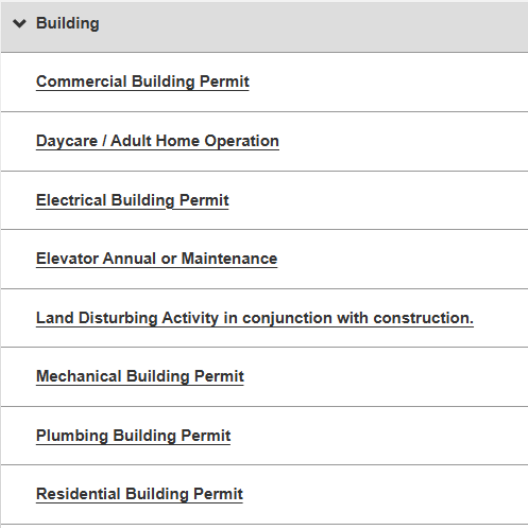 Building
Commercial Building Permit
Daycare / Adult Home Operation
Electrical Building Permit
Elevator Annual or Maintenance
Land Disturbing Activity in conjunction with construction.
Mechanical Building Permit
Plumbing Building Permit
Residential Building Permit